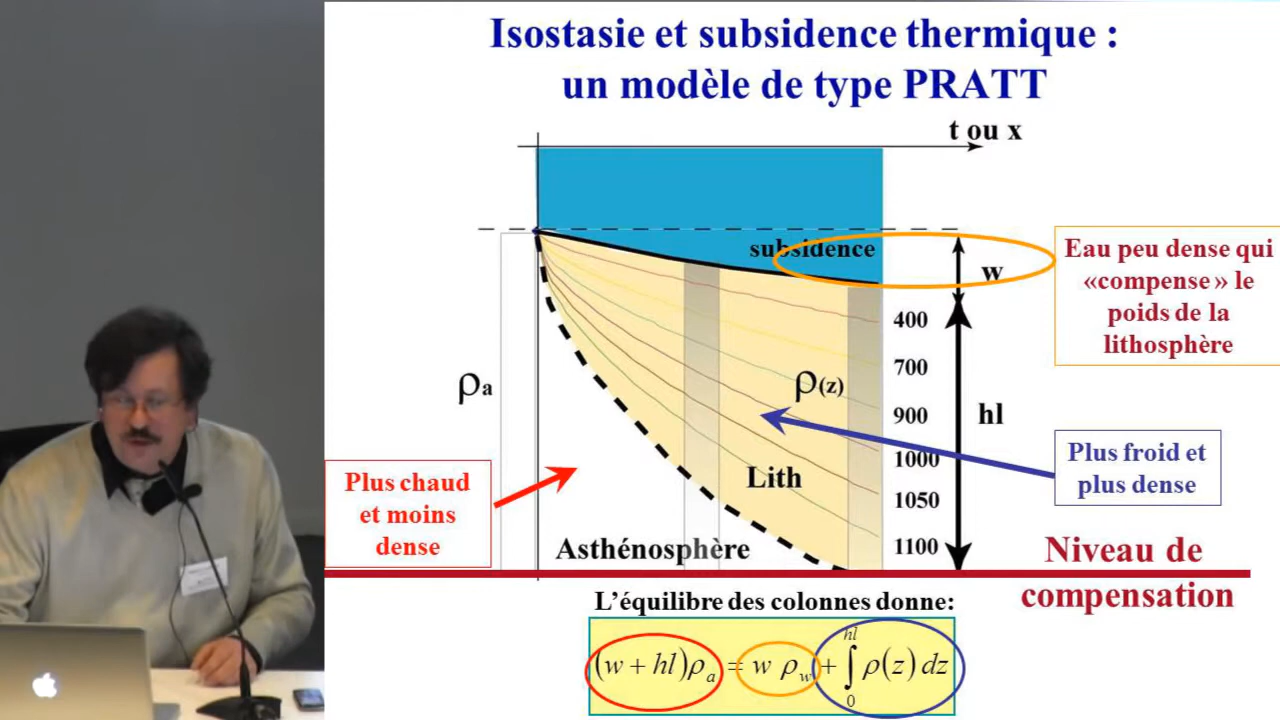 Isostasie et subsidence thermique :
un modèle de type PRATT
t ou x
subsidence
w
Eau peu dense qui
«compense» le
poids de la
lithosphère
400
700
900
1000
1050
1100
ρa
ρ(z)
hl
Plus froid et
plus dense
Lith
Plus chaud
et moins
dense
Asthénosphère
Niveau de
compensation
L'équilibre des colonnes donne:
(w + hl)ρa = w ρw + ∫0hl ρ(z) dz